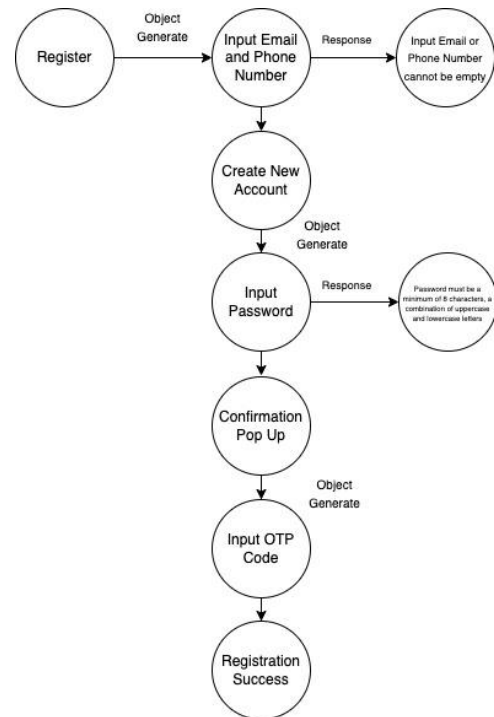 Object
Generate
Register
Input Email
and Phone
Number
Response
Input Email or
Phone Number
cannot be empty
Create New
Account
Object
Generate
Input
Password
Response
Password must be a
minimum of 8 characters, a
combination of uppercase
and lowercase letters
Confirmation
Pop Up
Object
Generate
Input OTP
Code
Registration
Success